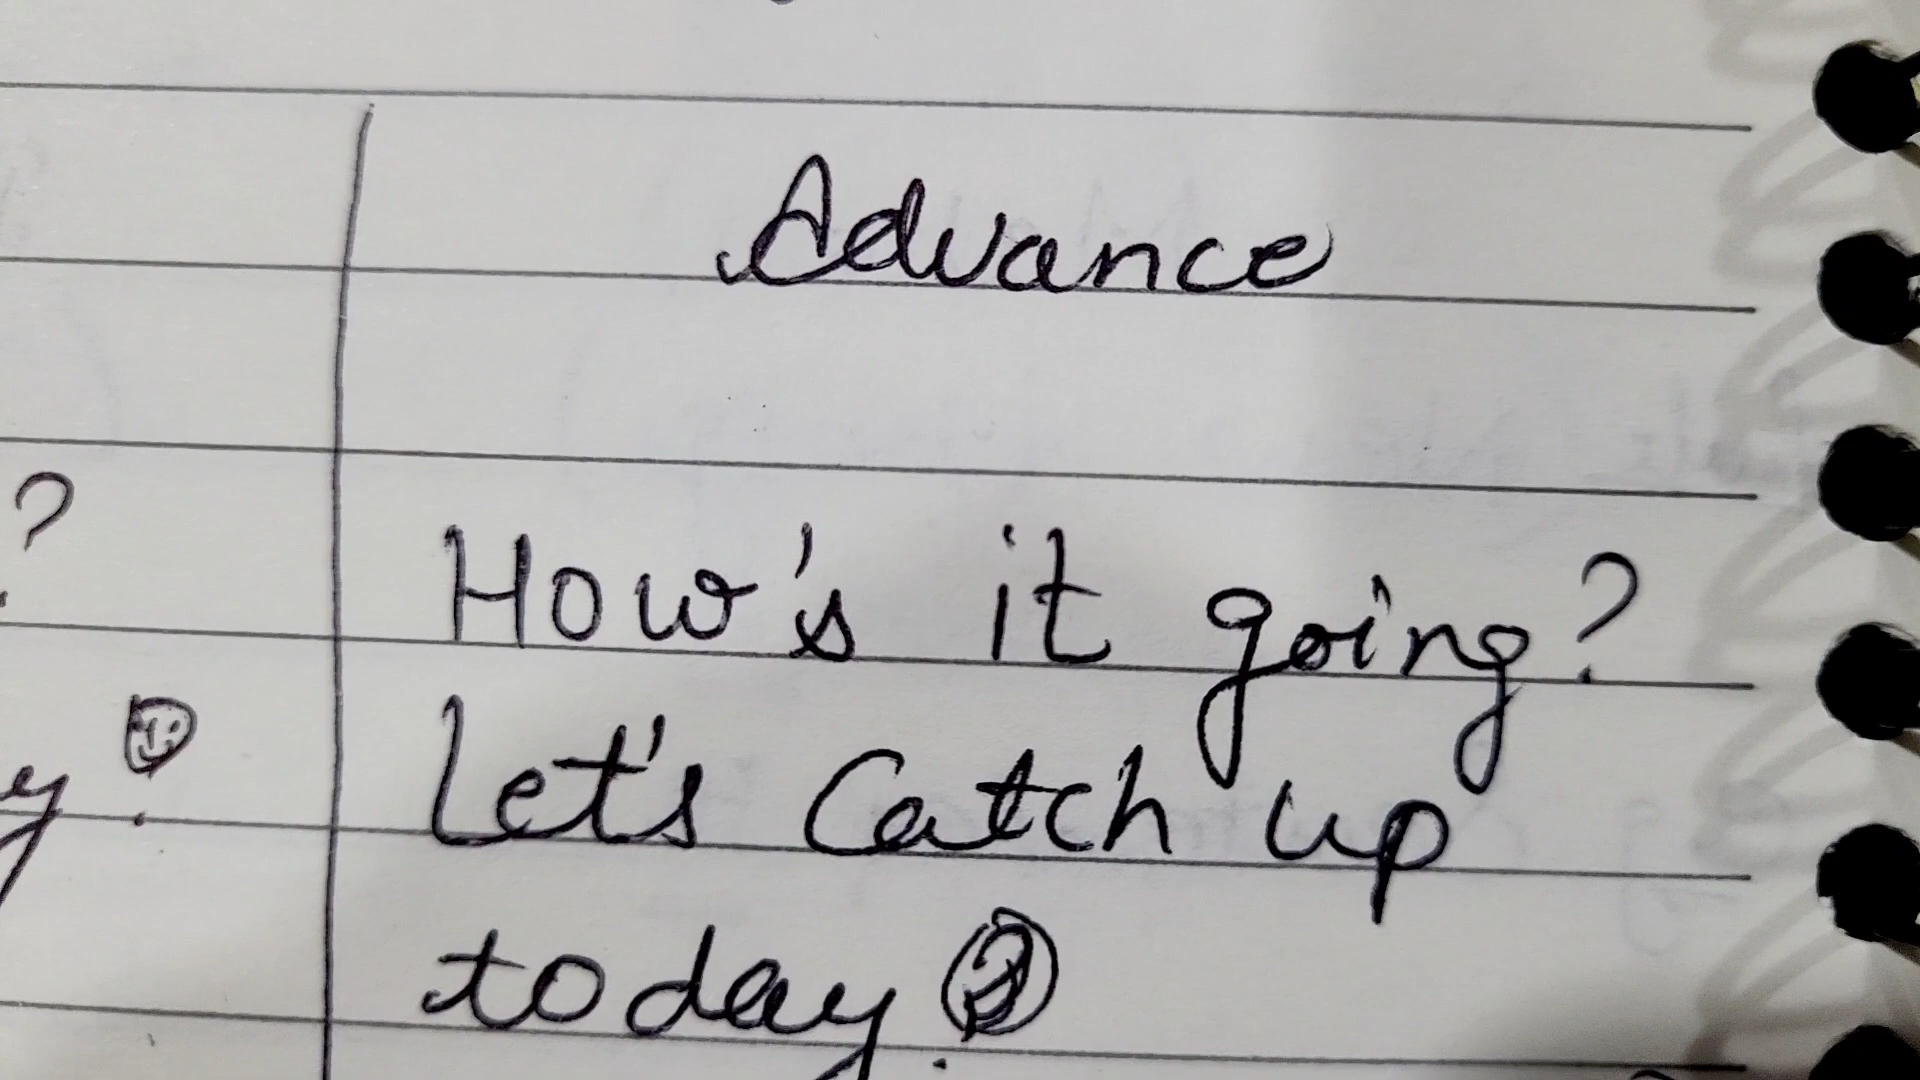 Advance
?
How's it going?
y.
Let's Catch up
today.